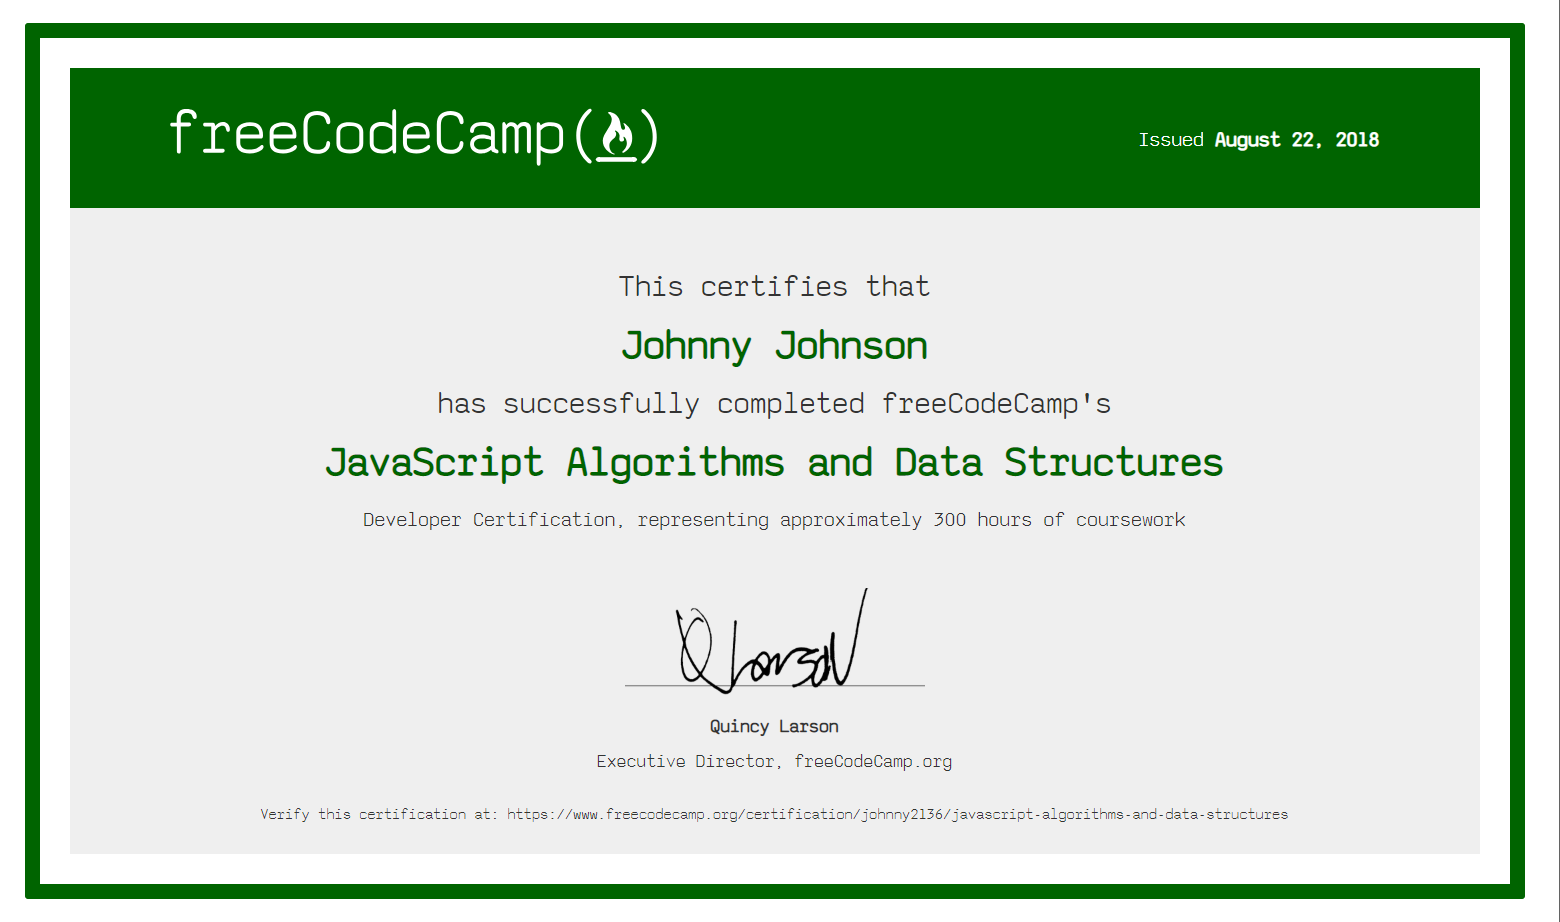 freeCodeCamp(🔥)
Issued August 22, 2018
This certifies that
Johnny Johnson
has successfully completed freeCodeCamp's
JavaScript Algorithms and Data Structures
Developer Certification, representing approximately 300 hours of coursework
Q Larson
Quincy Larson
Executive Director, freeCodeCamp.org
Verify this certification at: https://www.freecodecamp.org/certification/johnny2136/javascript-algorithms-and-data-structures